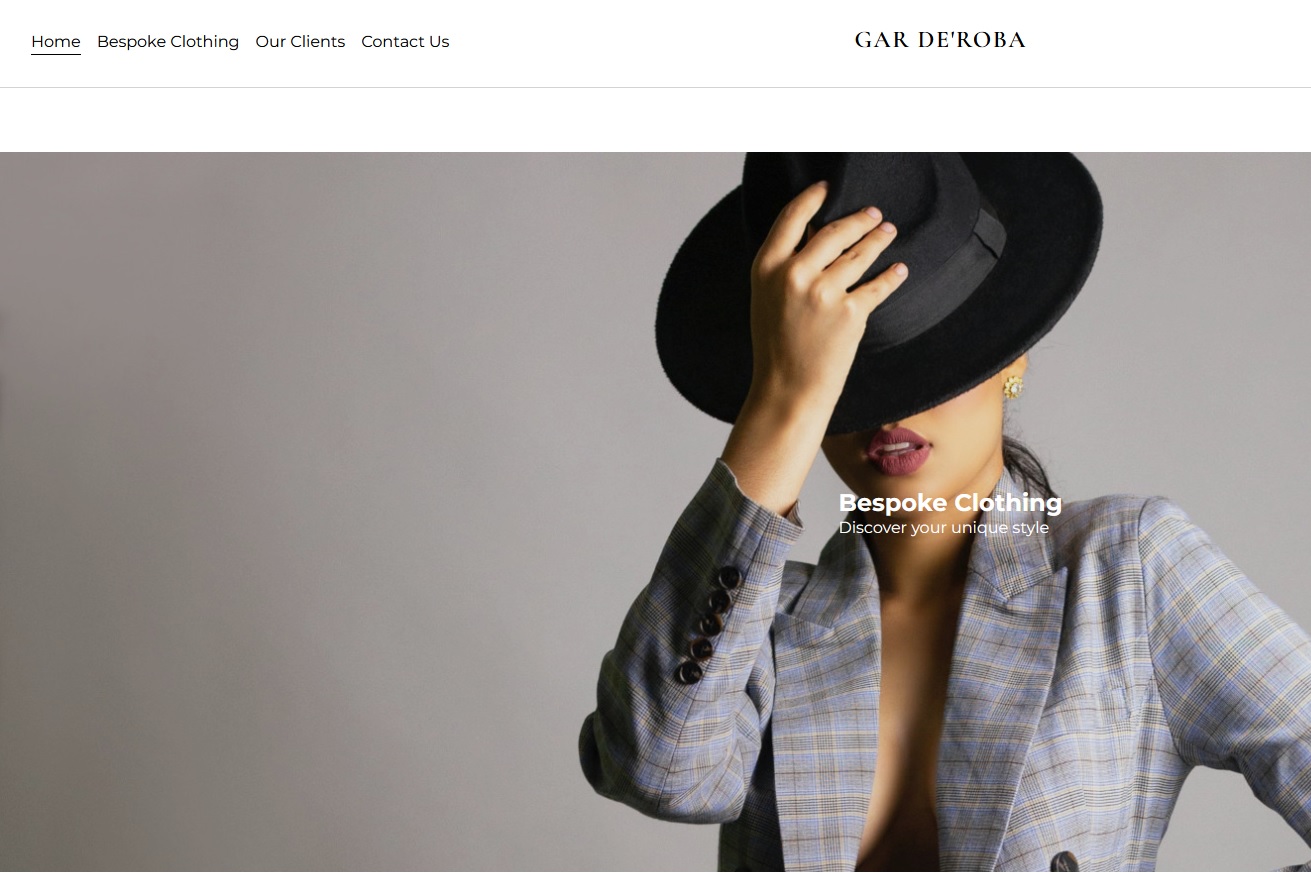 Home Bespoke Clothing Our Clients Contact Us
GAR DE'ROBA
Bespoke Clothing
Discover your unique style